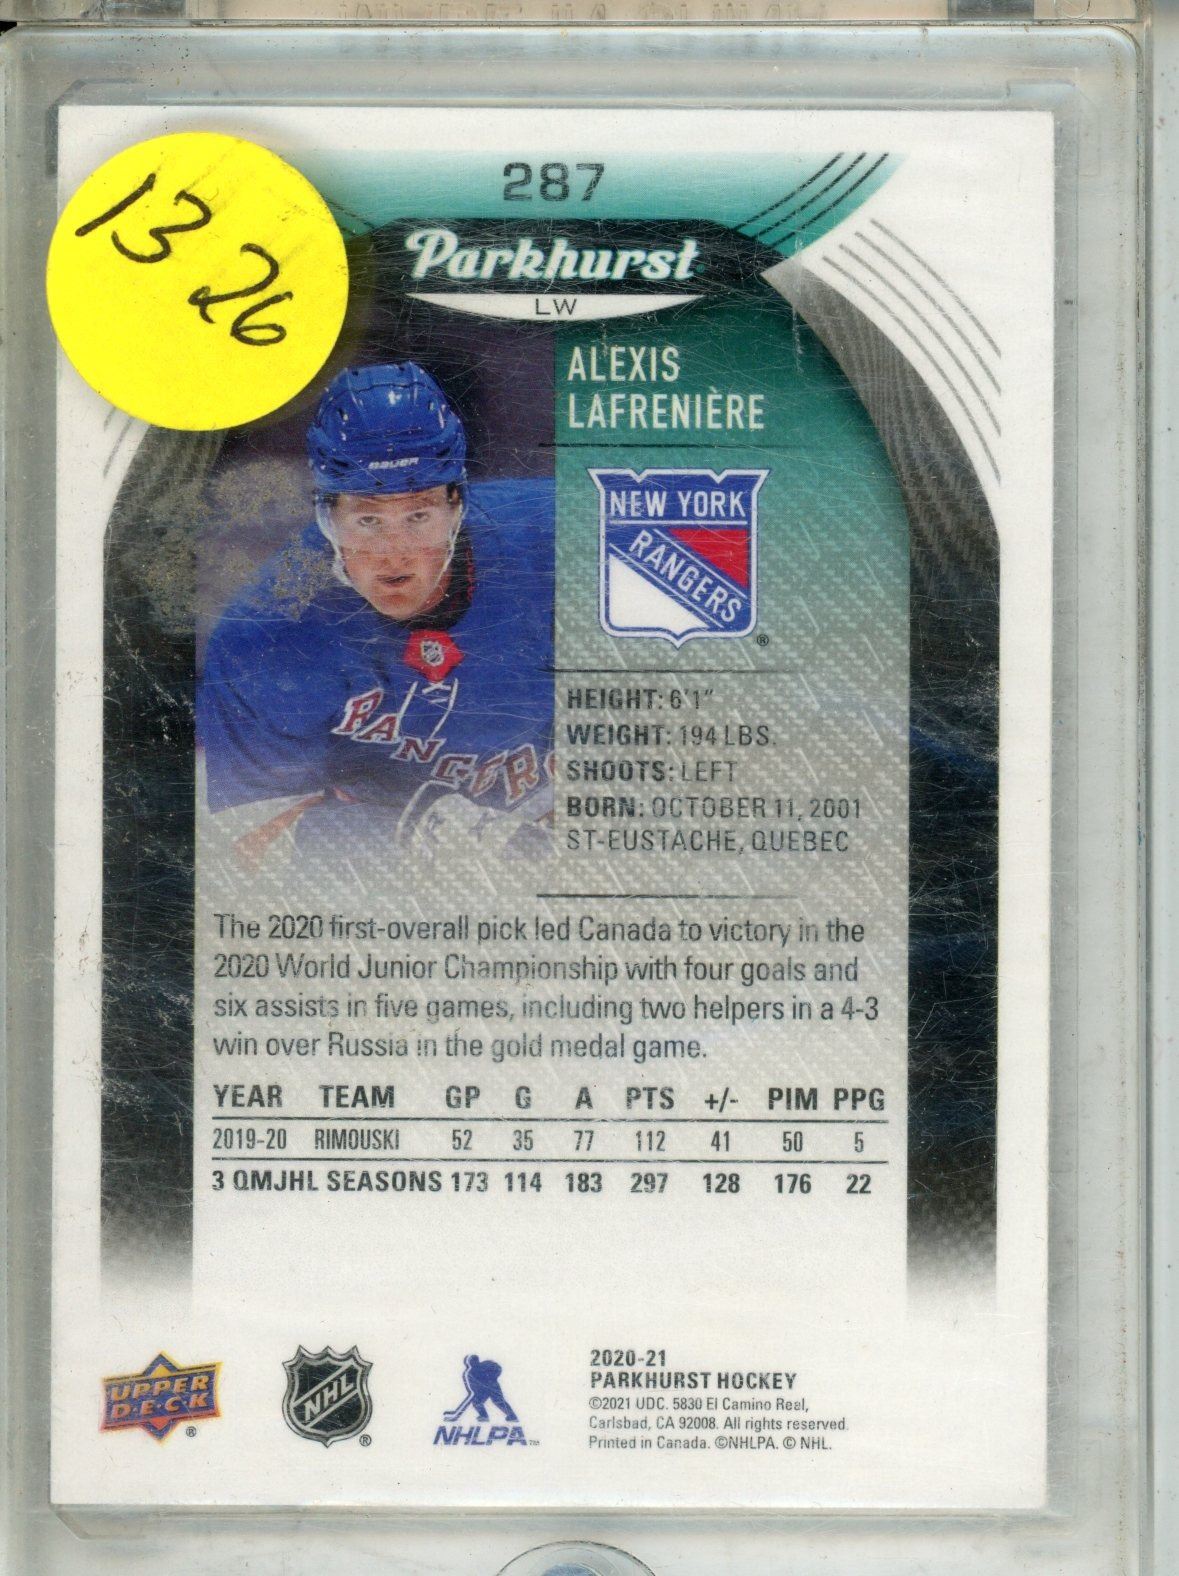 287
13 26
Parkhurst
LW
ALEXIS
LAFRENIÈRE
BAUER
NEW YORK
RANGERS
®
RANGER
HEIGHT: 6'1"
WEIGHT: 194 LBS.
SHOOTS: LEFT
BORN: OCTOBER 11, 2001
ST-EUSTACHE, QUEBEC
The 2020 first-overall pick led Canada to victory in the
2020 World Junior Championship with four goals and
six assists in five games, including two helpers in a 4-3
win over Russia in the gold medal game.
YEAR TEAM GP G A PTS +/- PIM PPG
2019-20 RIMOUSKI 52 35 77 112 41 50 5
3 QMJHL SEASONS 173 114 183 297 128 176 22
UPPER
D·E·C·K
®
NHL
®
NHLPA™
2020-21
PARKHURST HOCKEY
©2021 UDC. 5830 El Camino Real,
Carlsbad, CA 92008. All rights reserved.
Printed in Canada. ©NHLPA. © NHL.